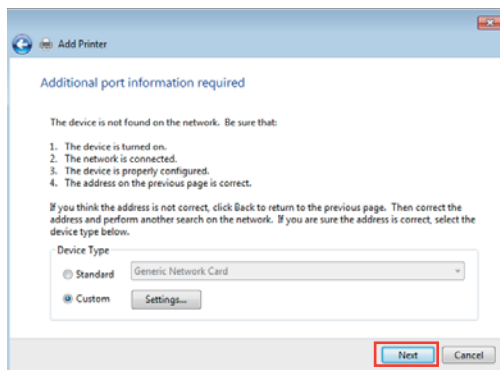 Add Printer
Additional port information required
The device is not found on the network. Be sure that:
1. The device is turned on.
2. The network is connected.
3. The device is properly configured.
4. The address on the previous page is correct.
If you think the address is not correct, click Back to return to the previous page. Then correct the
address and perform another search on the network. If you are sure the address is correct, select the
device type below.
Device Type
Standard Generic Network Card
Custom Settings...
Next Cancel